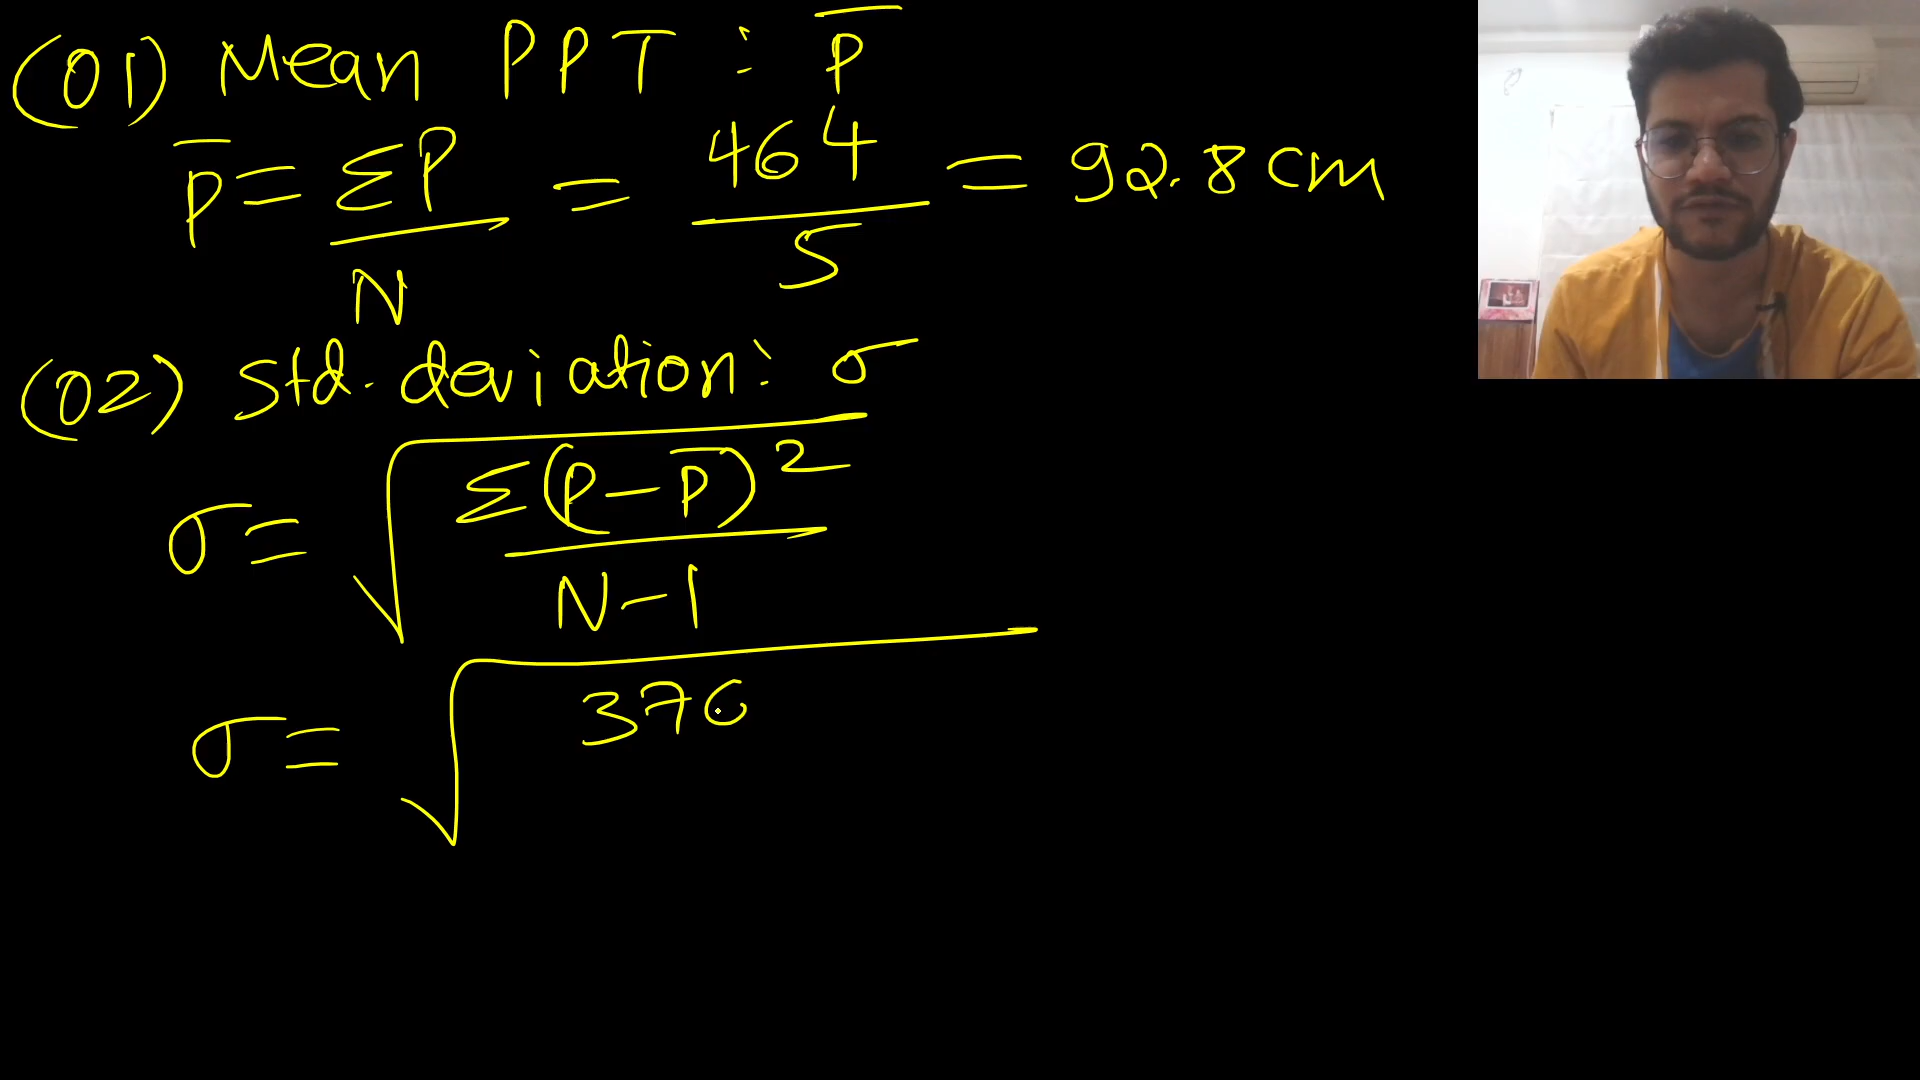 (01) Mean PPT : P̅
P̅ = ΣP / N = 464 / 5 = 92.8 cm
(02) Std. deviation: σ
σ = √( Σ(P - P̅)² / N - 1 )
σ = √ 376